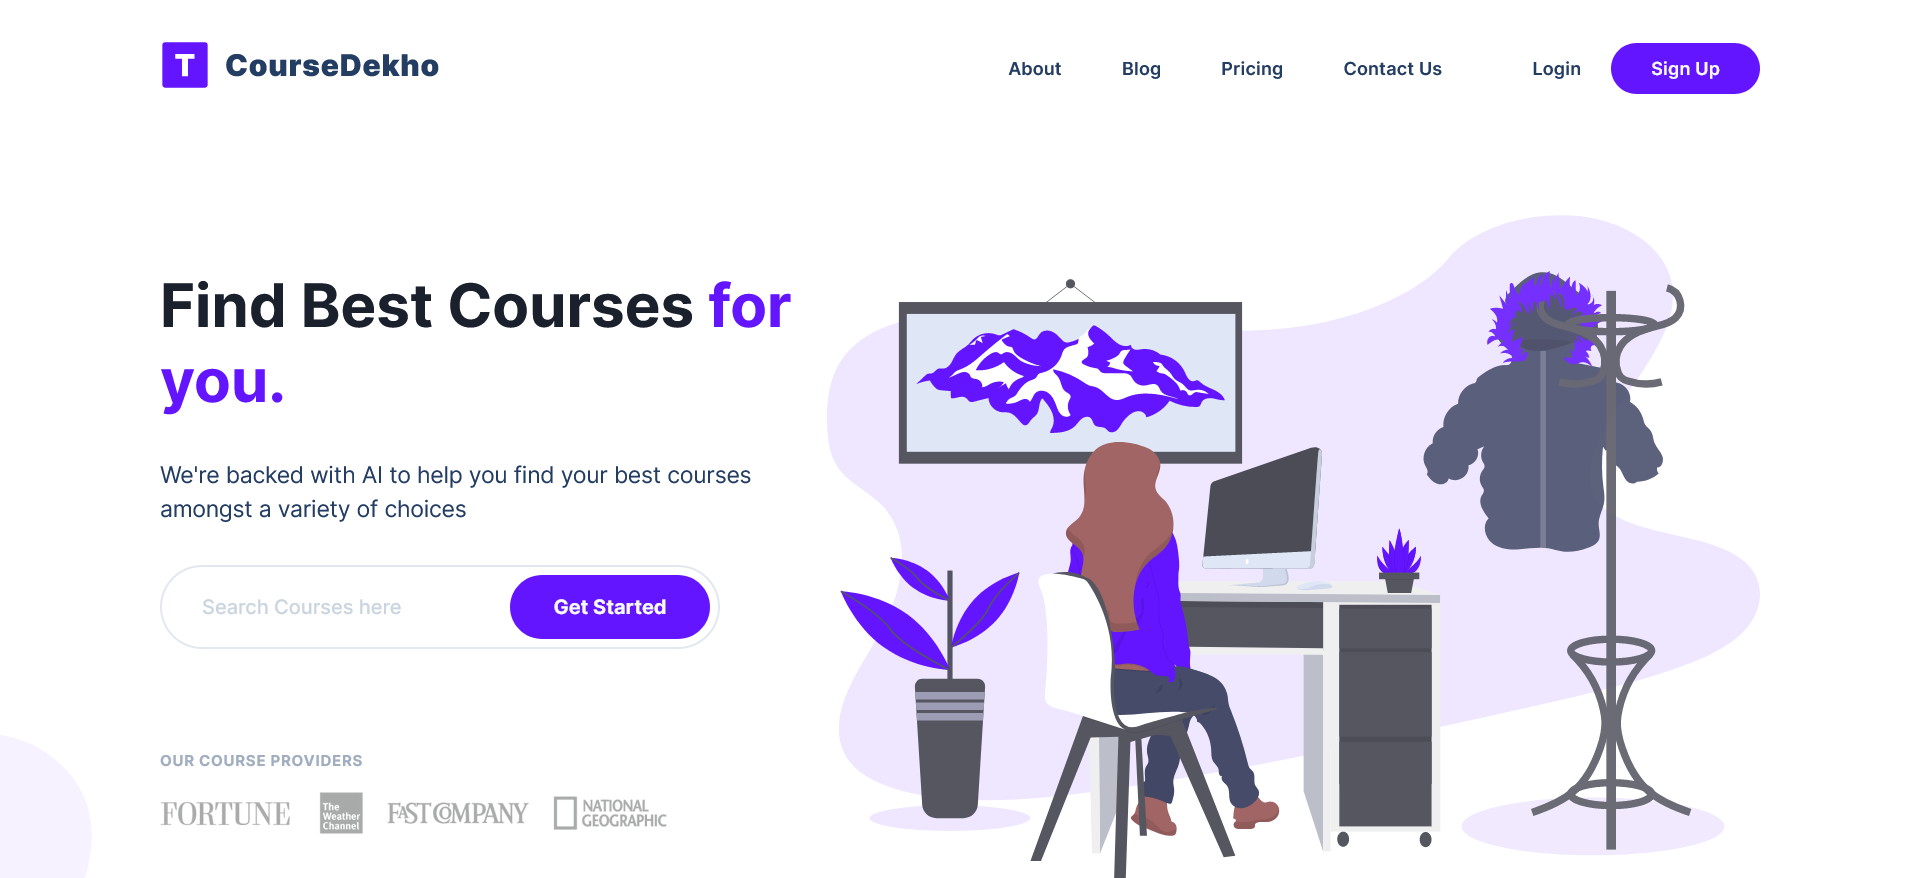 T CourseDekho
About Blog Pricing Contact Us Login Sign Up
Find Best Courses for
you.
We're backed with AI to help you find your best courses
amongst a variety of choices
Search Courses here Get Started
OUR COURSE PROVIDERS
FORTUNE
The
Weather
Channel
FAST COMPANY
NATIONAL
GEOGRAPHIC